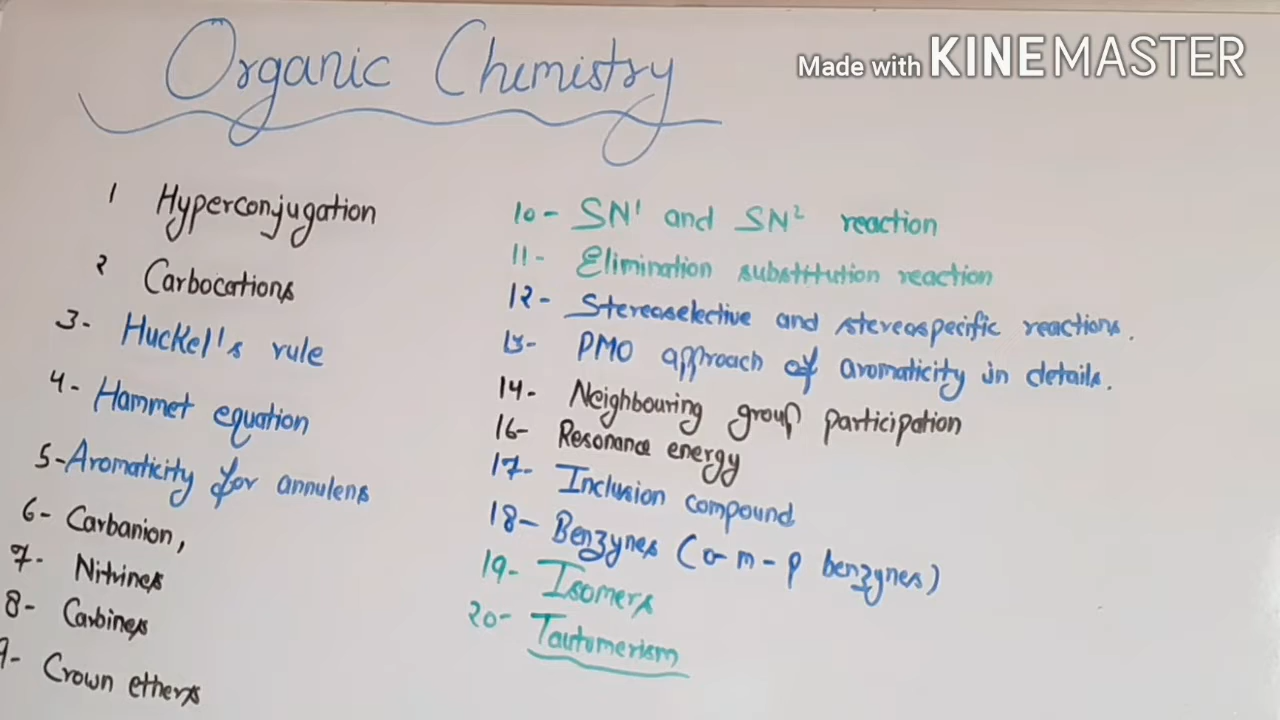 Organic Chemistry
Made with KINEMASTER
1 Hyperconjugation
2 Carbocations
3- Huckel's rule
4- Hammet equation
5- Aromaticity for annulens
6- Carbanion,
7- Nitrines
8- Carbines
9- Crown ethers
10- SN1 and SN2 reaction
11- Elimination substitution reaction
12- Stereoselective and stereospecific reactions.
13- PMO approach of aromaticity in details.
14- Neighbouring group participation
16- Resonance energy
17- Inclusion compound
18- Benzynes (o- m- p benzynes)
19- Isomers
20- Tautomerism